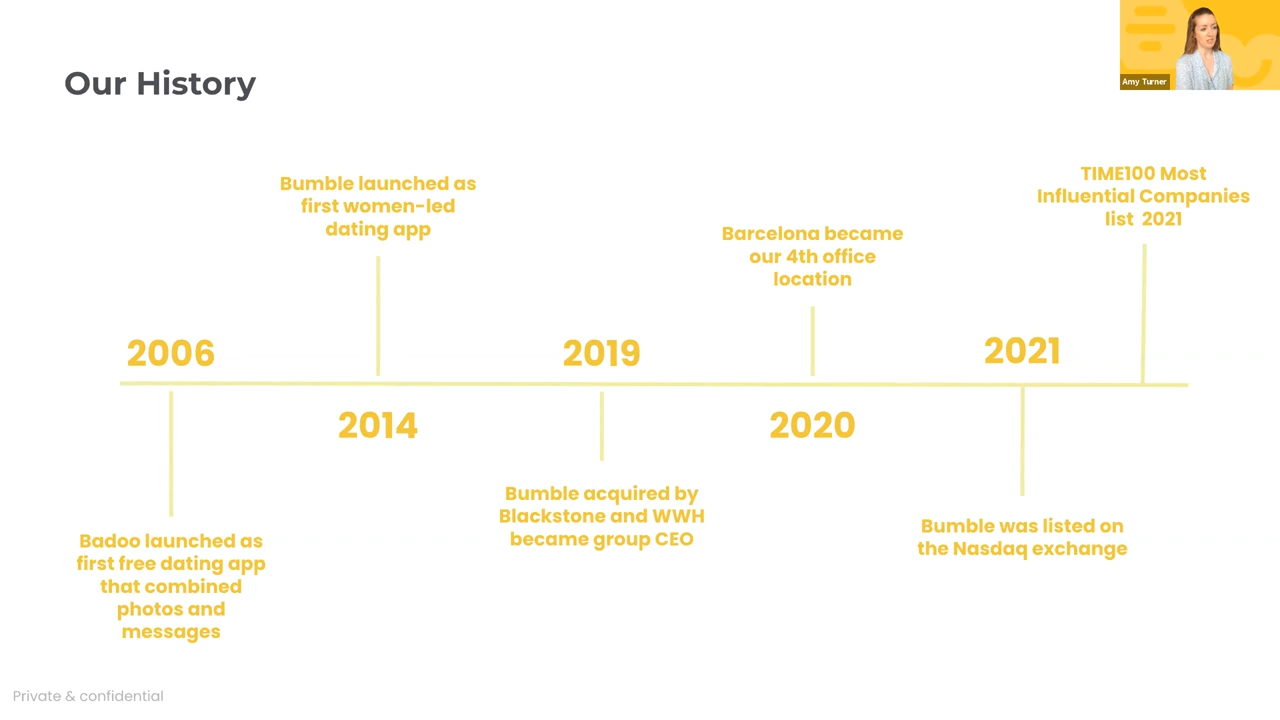 Our History
Amy Turner
Bumble launched as
first women-led
dating app
Barcelona became
our 4th office
location
TIME100 Most
Influential Companies
list 2021
2006
2019
2021
2014
2020
Badoo launched as
first free dating app
that combined
photos and
messages
Bumble acquired by
Blackstone and WWH
became group CEO
Bumble was listed on
the Nasdaq exchange
Private & confidential